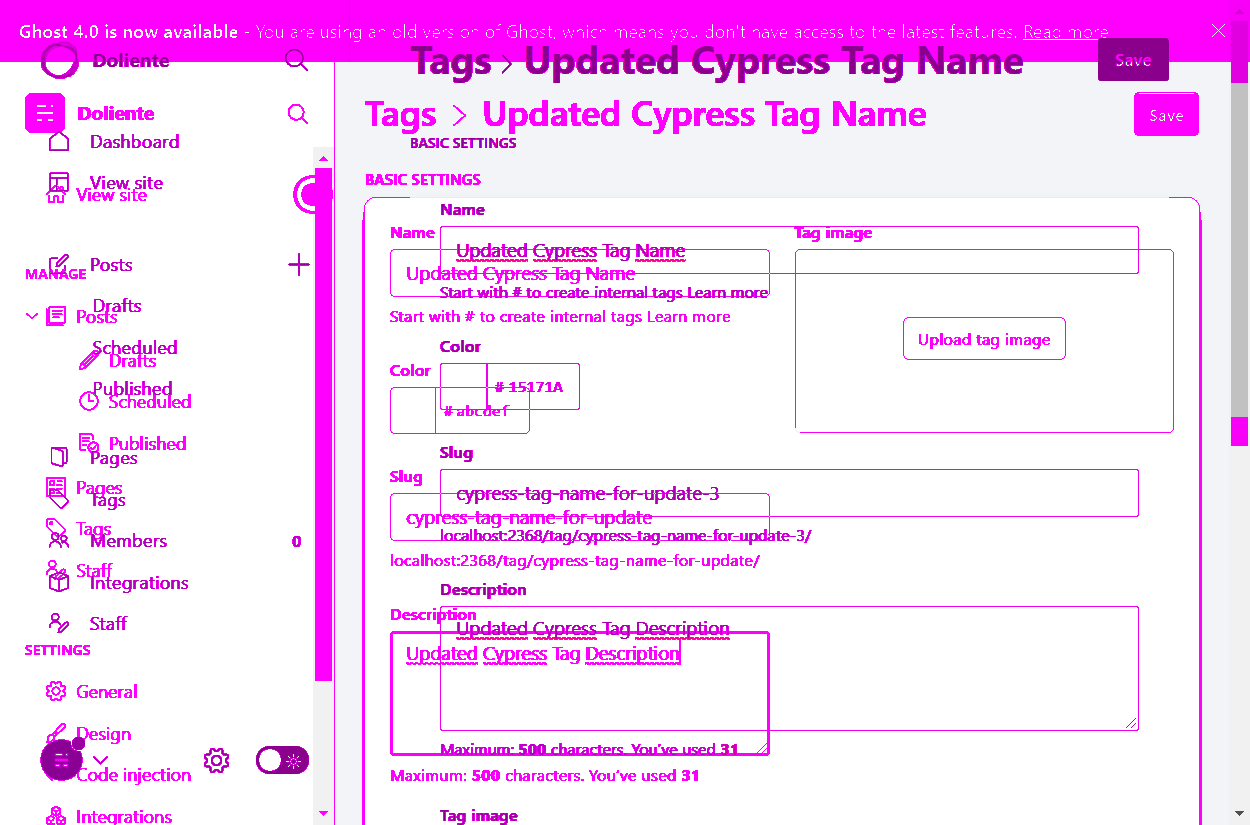 Ghost 4.0 is now available - You are using an old version of Ghost, which means you don't have access to the latest features. Read more
Doliente
Tags > Updated Cypress Tag Name
Save
Doliente
Tags > Updated Cypress Tag Name
Save
Dashboard
BASIC SETTINGS
View site
BASIC SETTINGS
View site
Name
Name
Tag image
Updated Cypress Tag Name
Posts
Updated Cypress Tag Name
MANAGE
Start with # to create internal tags Learn more
Drafts
Posts
Start with # to create internal tags Learn more
Upload tag image
Scheduled
Color
Drafts
Color
Published
# 15171A
Scheduled
# abcdef
Published
Slug
Pages
Slug
Pages
cypress-tag-name-for-update-3
Tags
cypress-tag-name-for-update
Tags
Members
0
localhost:2368/tag/cypress-tag-name-for-update-3/
localhost:2368/tag/cypress-tag-name-for-update/
Staff
Integrations
Description
Description
Staff
Updated Cypress Tag Description
SETTINGS
Updated Cypress Tag Description
General
Design
Maximum: 500 characters. You've used 31
Code injection
Maximum: 500 characters. You've used 31
Integrations
Tag image